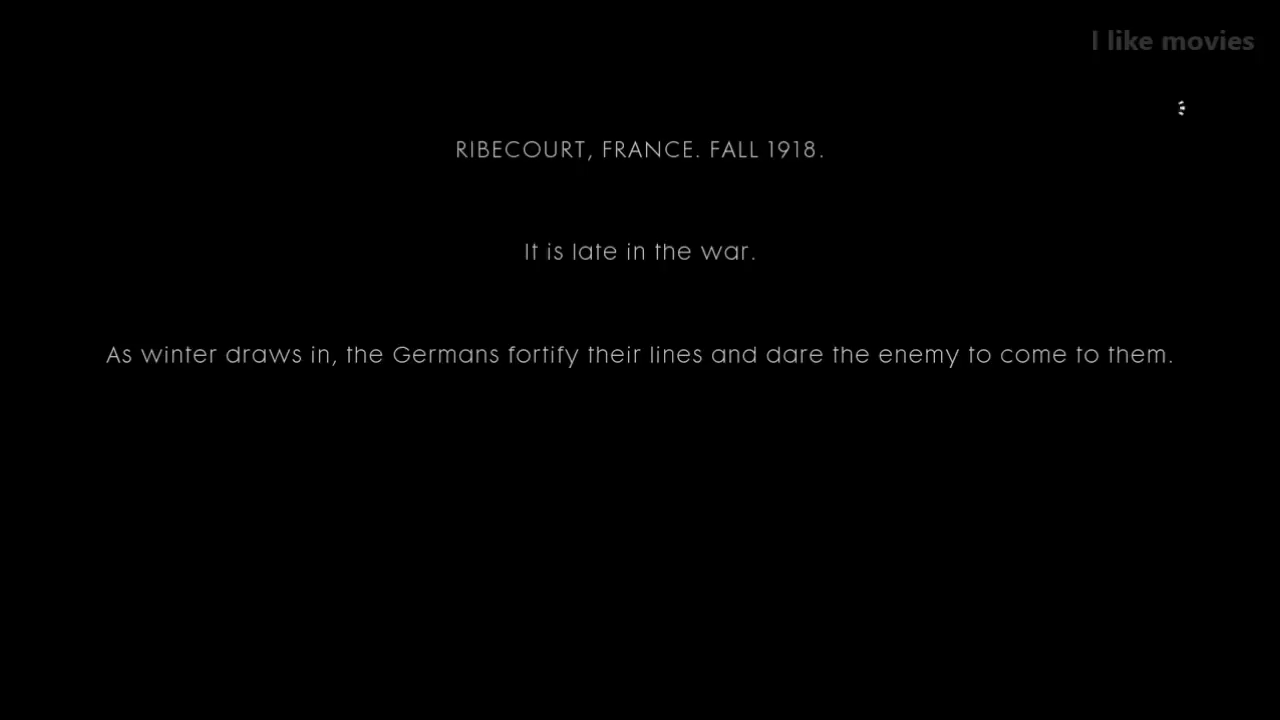 I like movies
RIBECOURT, FRANCE. FALL 1918.
It is late in the war.
As winter draws in, the Germans fortify their lines and dare the enemy to come to them.